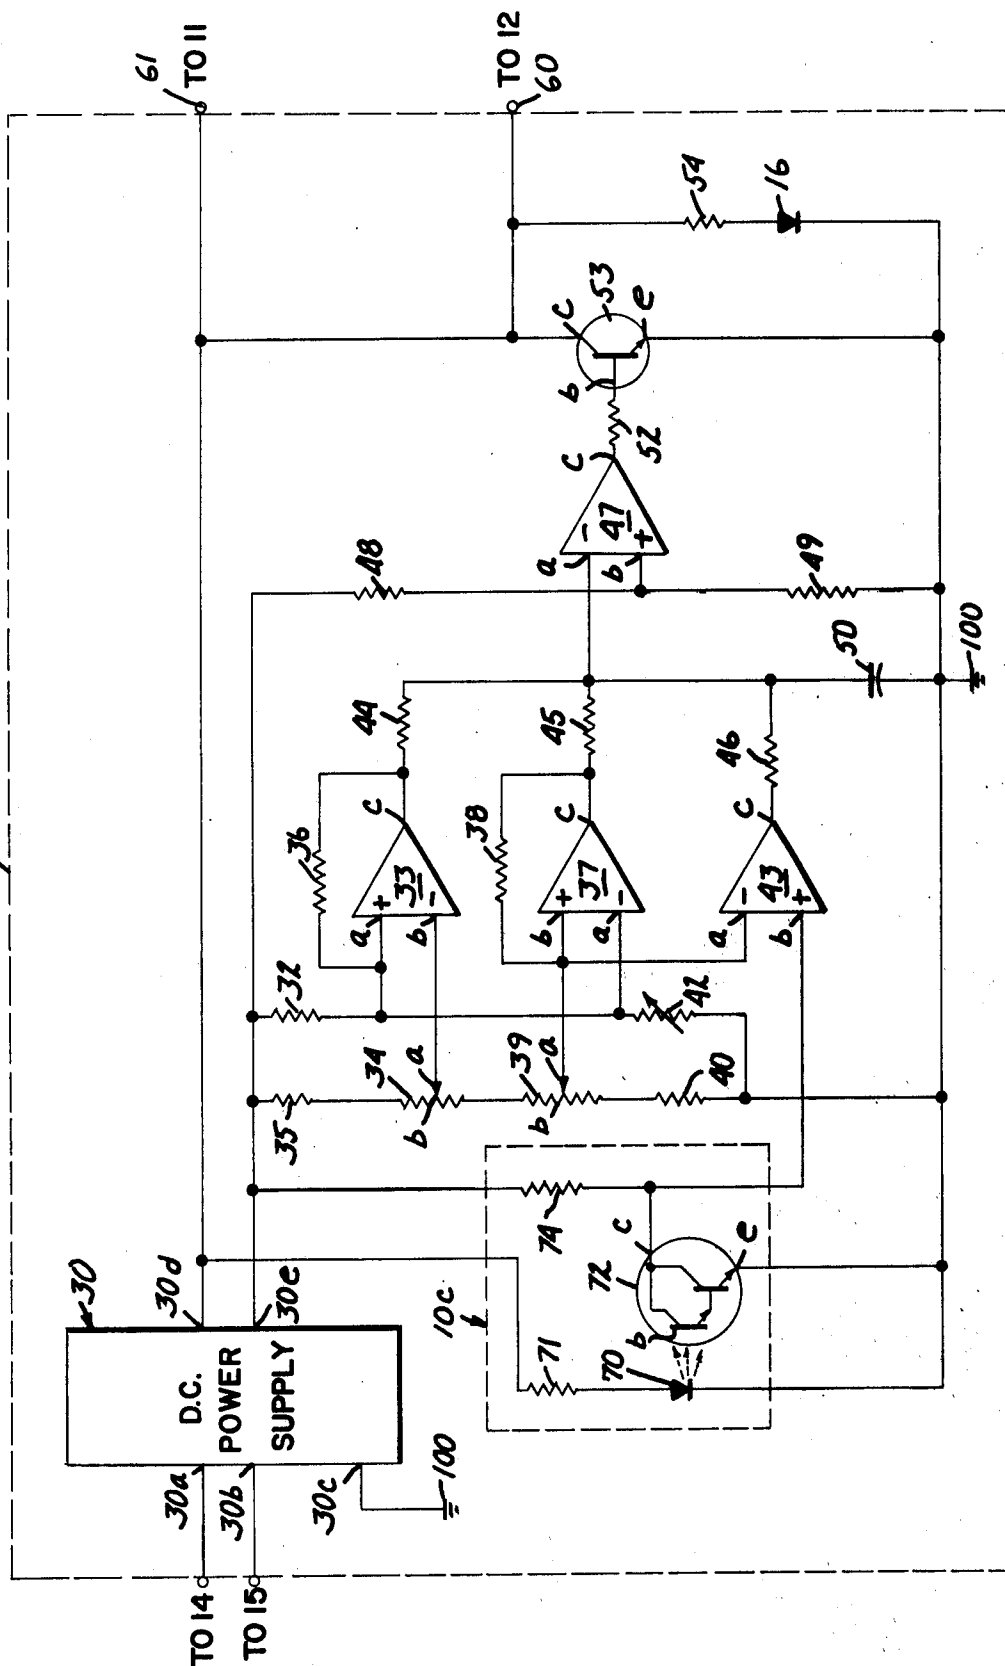 TO 14
TO 15
30a
30b
30c
100
D.C.
POWER
SUPPLY
30
30d
30e
61
TO 11
TO 12
60
10c
71
70
72
b
c
e
74
35
34
a
b
39
a
b
40
32
42
36
a
+
33
-
b
c
44
38
b
+
37
-
a
c
45
a
-
43
+
b
c
46
50
100
48
49
a
-
47
+
b
c
52
b
c
53
e
54
16